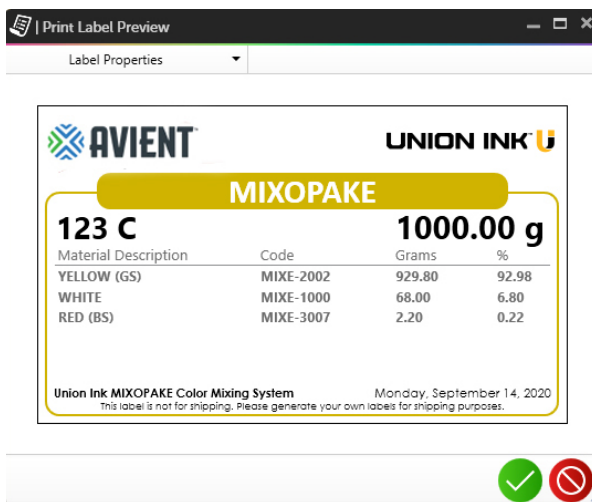 | Print Label Preview
Label Properties
AVIENT™ UNION INK™
MIXOPAKE
123 C 1000.00 g
Material Description Code Grams %
YELLOW (GS) MIXE-2002 929.80 92.98
WHITE MIXE-1000 68.00 6.80
RED (BS) MIXE-3007 2.20 0.22
Union Ink MIXOPAKE Color Mixing System Monday, September 14, 2020
This label is not for shipping. Please generate your own labels for shipping purposes.